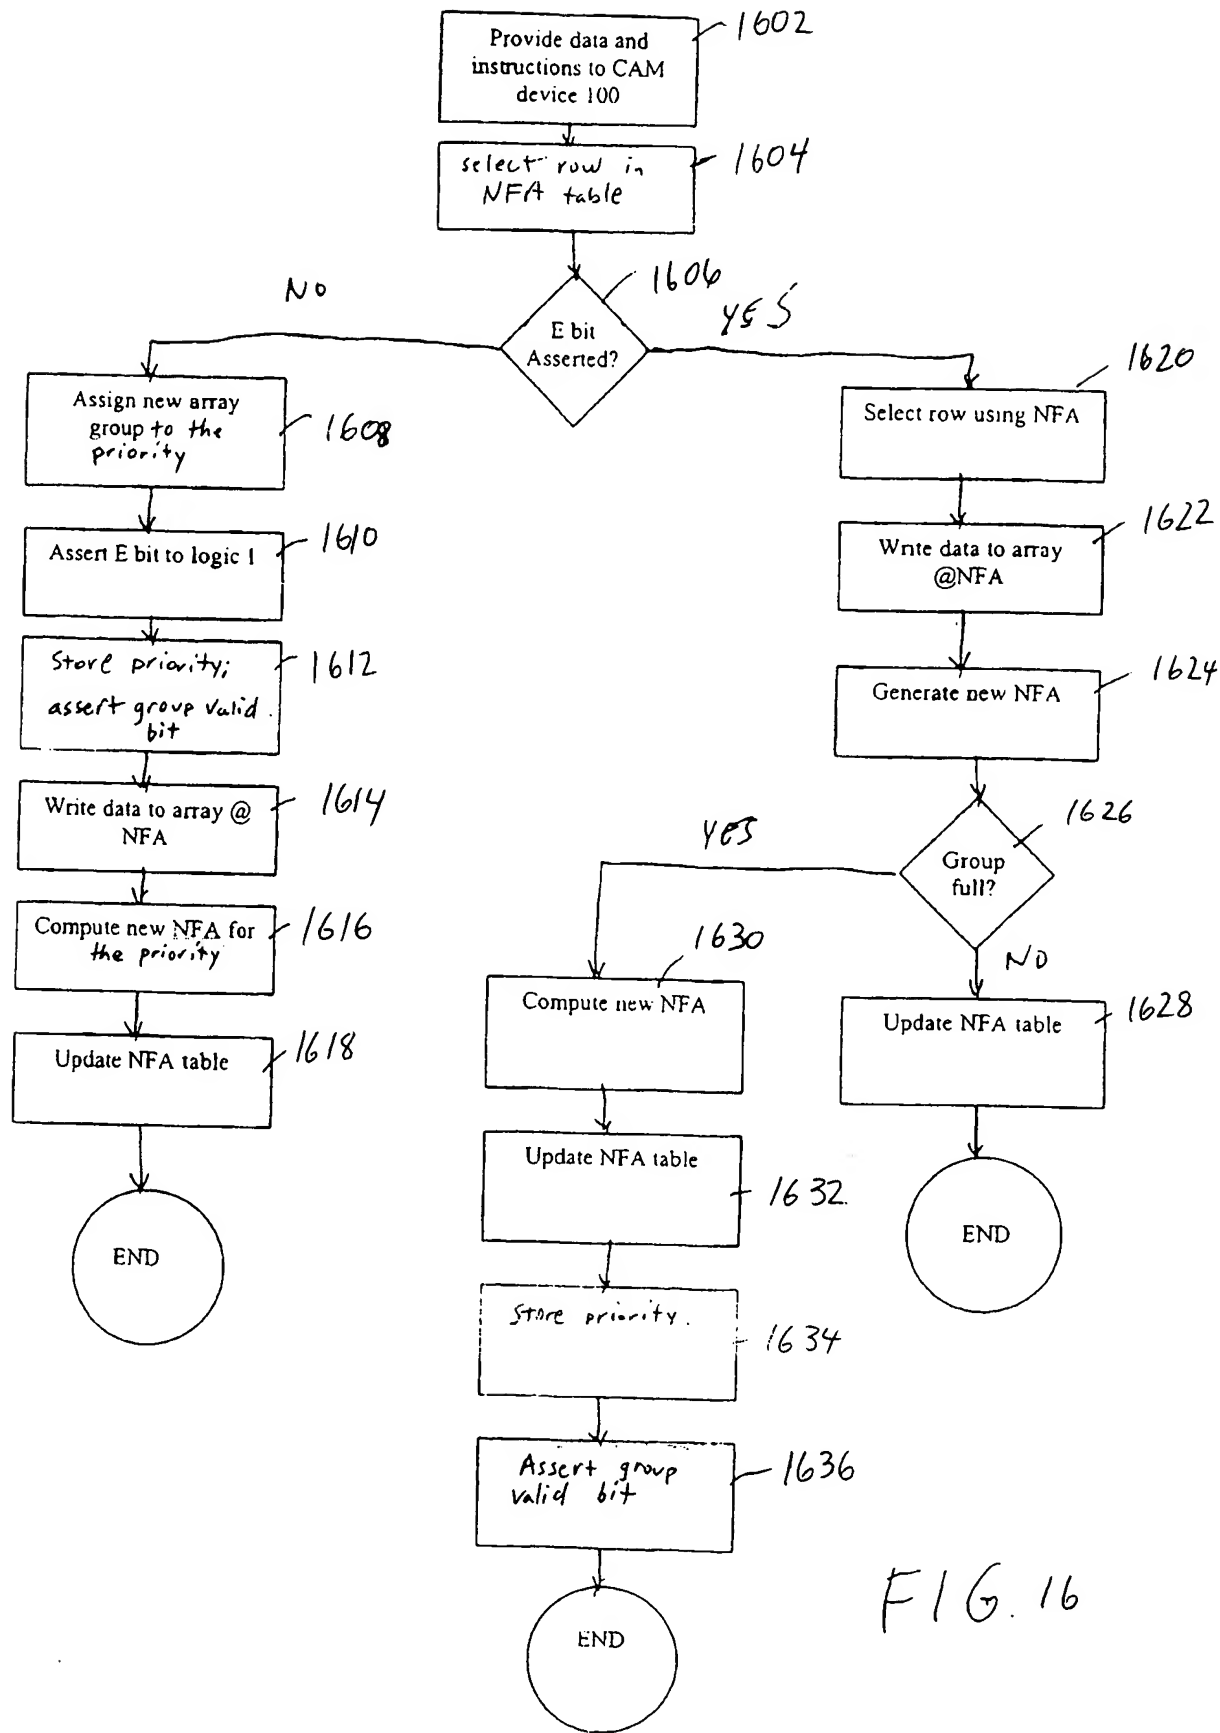 Provide data and
instructions to CAM
device 100
1602
select row in
NFA table
1604
E bit
Asserted?
1606
NO
YES
Assign new array
group to the
priority
1608
Assert E bit to logic 1
1610
Store priority;
assert group valid
bit
1612
Write data to array @
NFA
1614
Compute new NFA for
the priority
1616
Update NFA table
1618
END
Select row using NFA
1620
Write data to array
@NFA
1622
Generate new NFA
1624
Group
full?
1626
YES
NO
Update NFA table
1628
END
Compute new NFA
1630
Update NFA table
1632
Store priority.
1634
Assert group
valid bit
1636
END
FIG. 16